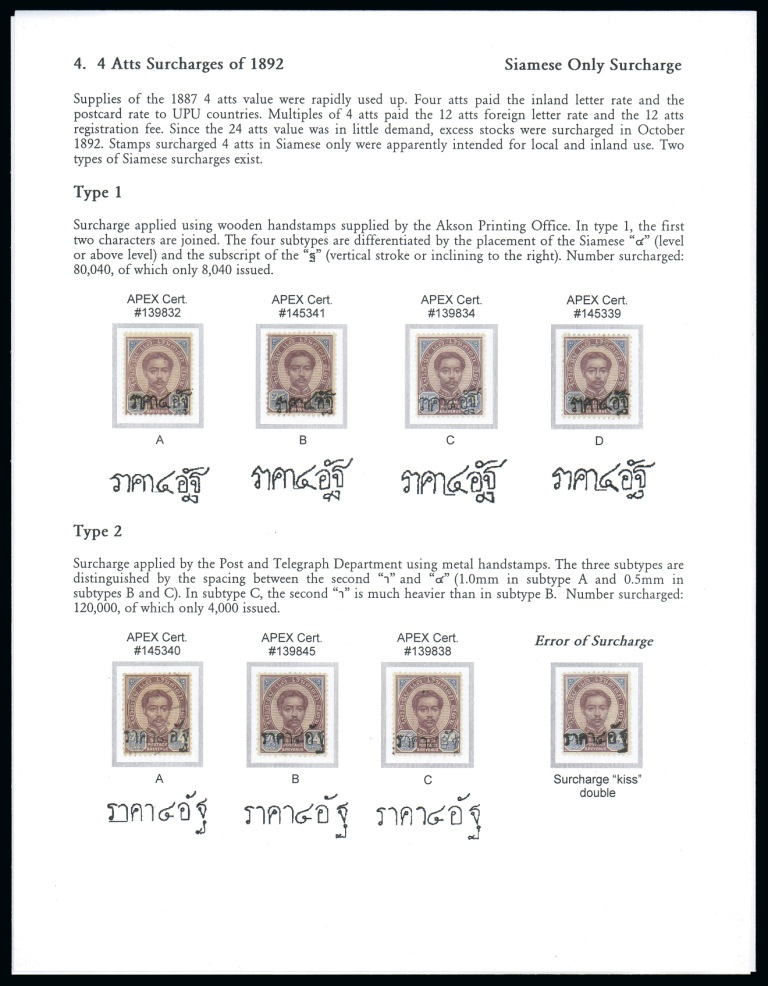 4. 4 Atts Surcharges of 1892 Siamese Only Surcharge
Supplies of the 1887 4 atts value were rapidly used up. Four atts paid the inland letter rate and the
postcard rate to UPU countries. Multiples of 4 atts paid the 12 atts foreign letter rate and the 12 atts
registration fee. Since the 24 atts value was in little demand, excess stocks were surcharged in October
1892. Stamps surcharged 4 atts in Siamese only were apparently intended for local and inland use. Two
types of Siamese surcharges exist.
Type 1
Surcharge applied using wooden handstamps supplied by the Akson Printing Office. In type 1, the first
two characters are joined. The four subtypes are differentiated by the placement of the Siamese “๔” (level
or above level) and the subscript of the “ฐ” (vertical stroke or inclining to the right). Number surcharged:
80,040, of which only 8,040 issued.
APEX Cert. APEX Cert. APEX Cert. APEX Cert.
#139832 #145341 #139834 #145339
A B C D
ราคา๔อัฐ ราคา๔อัฐ ราคา๔อัฐ ราคา๔อัฐ
Type 2
Surcharge applied by the Post and Telegraph Department using metal handstamps. The three subtypes are
distinguished by the spacing between the second “า” and “๔” (1.0mm in subtype A and 0.5mm in
subtypes B and C). In subtype C, the second “า” is much heavier than in subtype B. Number surcharged:
120,000, of which only 4,000 issued.
APEX Cert. APEX Cert. APEX Cert. Error of Surcharge
#145340 #139845 #139838
A B C Surcharge “kiss”
double
ราคา๔อัฐ ราคา๔อัฐ ราคา๔อัฐ